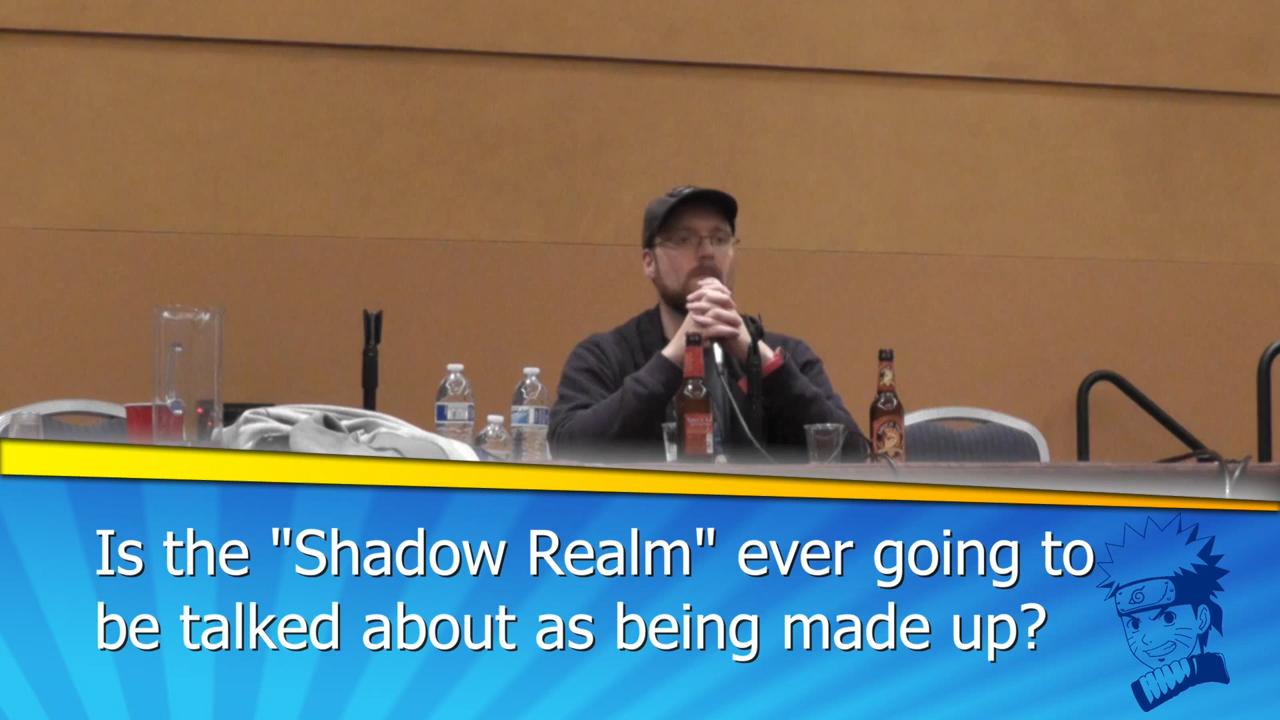 Is the "Shadow Realm" ever going to
be talked about as being made up?